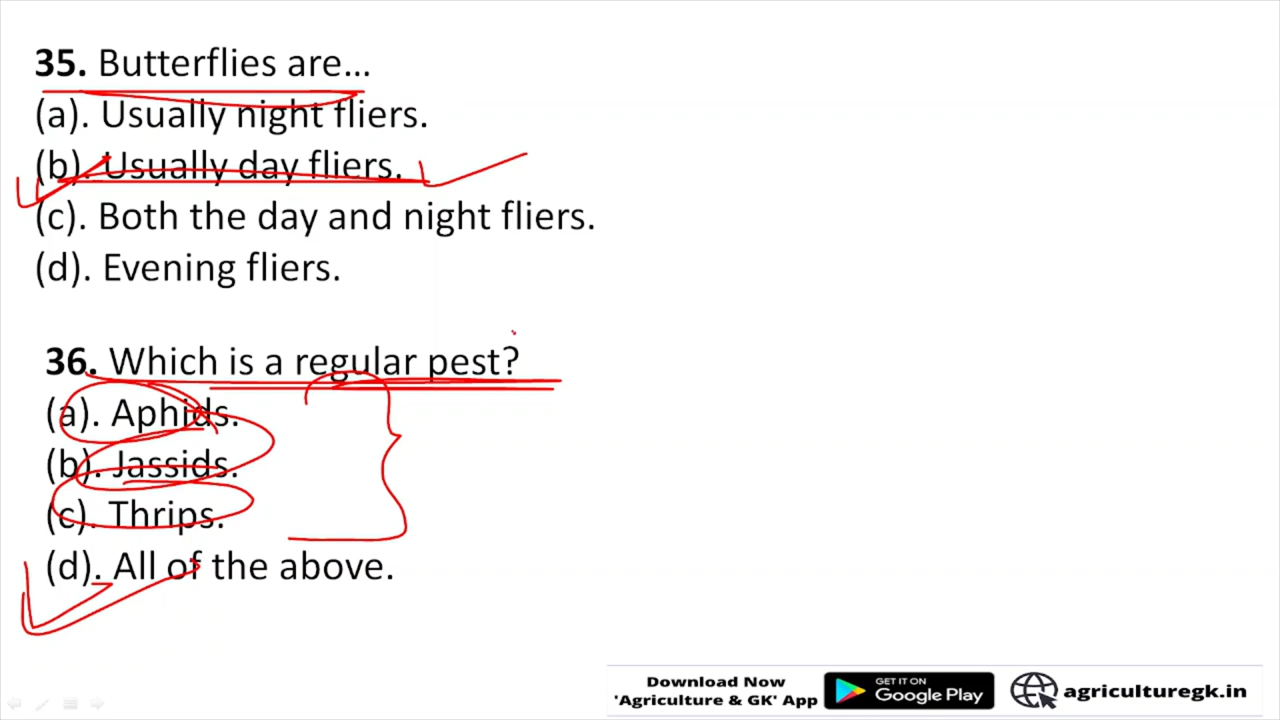 35. Butterflies are...
(a). Usually night fliers.
(b). Usually day fliers.
(c). Both the day and night fliers.
(d). Evening fliers.
36. Which is a regular pest?
(a). Aphids.
(b). Jassids.
(c). Thrips.
(d). All of the above.
Download Now
'Agriculture & GK' App
GET IT ON
Google Play
agriculturegk.in